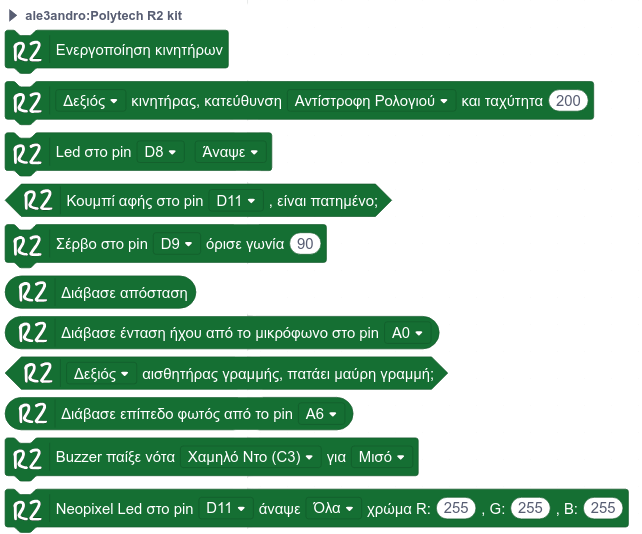 ale3andro:Polytech R2 kit
R2 Ενεργοποίηση κινητήρων
R2 Δεξιός κινητήρας, κατεύθυνση Αντίστροφη Ρολογιού και ταχύτητα 200
R2 Led στο pin D8 Άναψε
R2 Κουμπί αφής στο pin D11 , είναι πατημένο;
R2 Σέρβο στο pin D9 όρισε γωνία 90
R2 Διάβασε απόσταση
R2 Διάβασε ένταση ήχου από το μικρόφωνο στο pin A0
R2 Δεξιός αισθητήρας γραμμής, πατάει μαύρη γραμμή;
R2 Διάβασε επίπεδο φωτός από το pin A6
R2 Buzzer παίξε νότα Χαμηλό Ντο (C3) για Μισό
R2 Neopixel Led στο pin D11 άναψε Όλα χρώμα R: 255 , G: 255 , B: 255